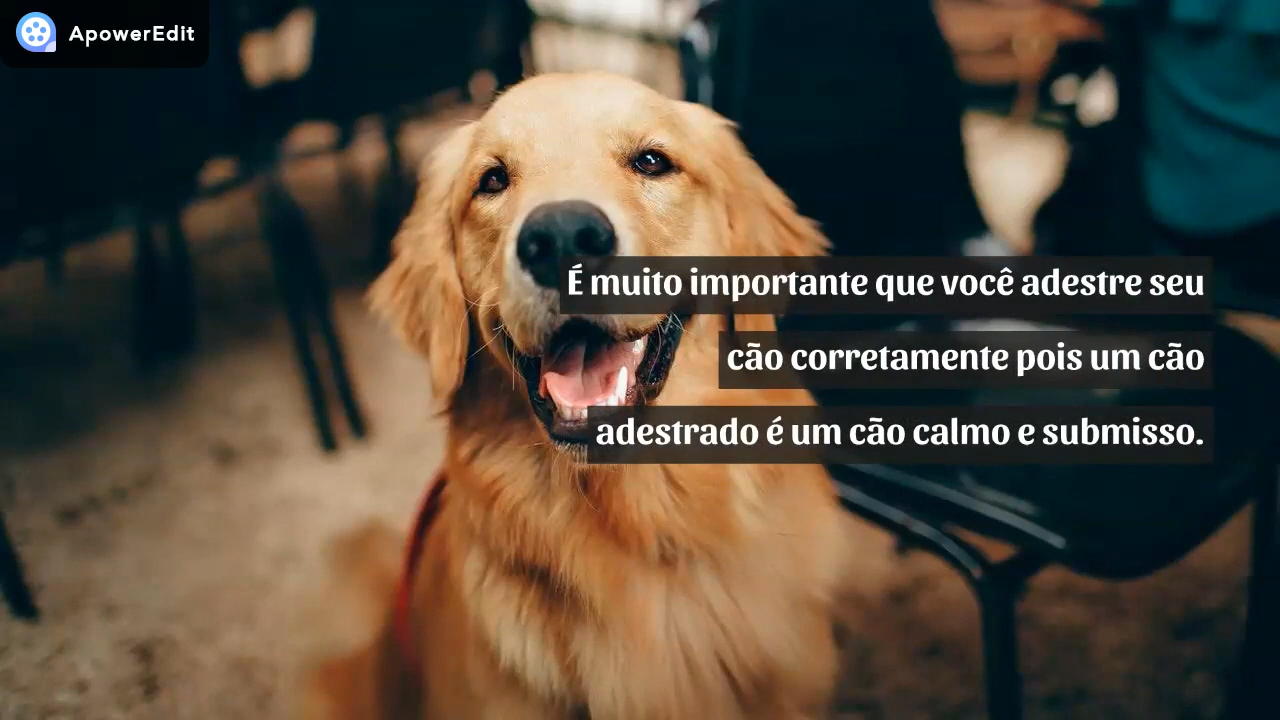 ApowerEdit
É muito importante que você adestre seu
cão corretamente pois um cão
adestrado é um cão calmo e submisso.